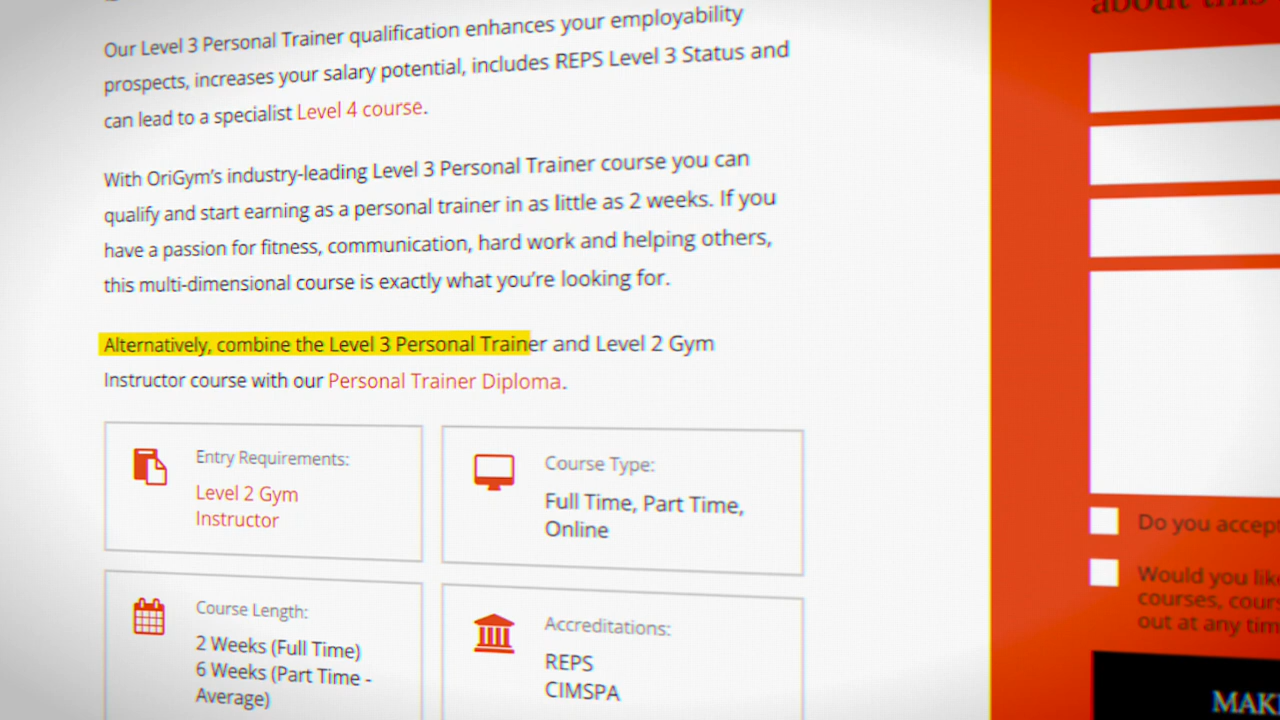 about this
Our Level 3 Personal Trainer qualification enhances your employability
prospects, increases your salary potential, includes REPS Level 3 Status and
can lead to a specialist Level 4 course.
With OriGym's industry-leading Level 3 Personal Trainer course you can
qualify and start earning as a personal trainer in as little as 2 weeks. If you
have a passion for fitness, communication, hard work and helping others,
this multi-dimensional course is exactly what you're looking for.
Alternatively, combine the Level 3 Personal Trainer and Level 2 Gym
Instructor course with our Personal Trainer Diploma.
Entry Requirements:
Level 2 Gym
Instructor
Course Type:
Full Time, Part Time,
Online
Course Length:
2 Weeks (Full Time)
6 Weeks (Part Time -
Average)
Accreditations:
REPS
CIMSPA
Do you accept
Would you like
courses,
out at any